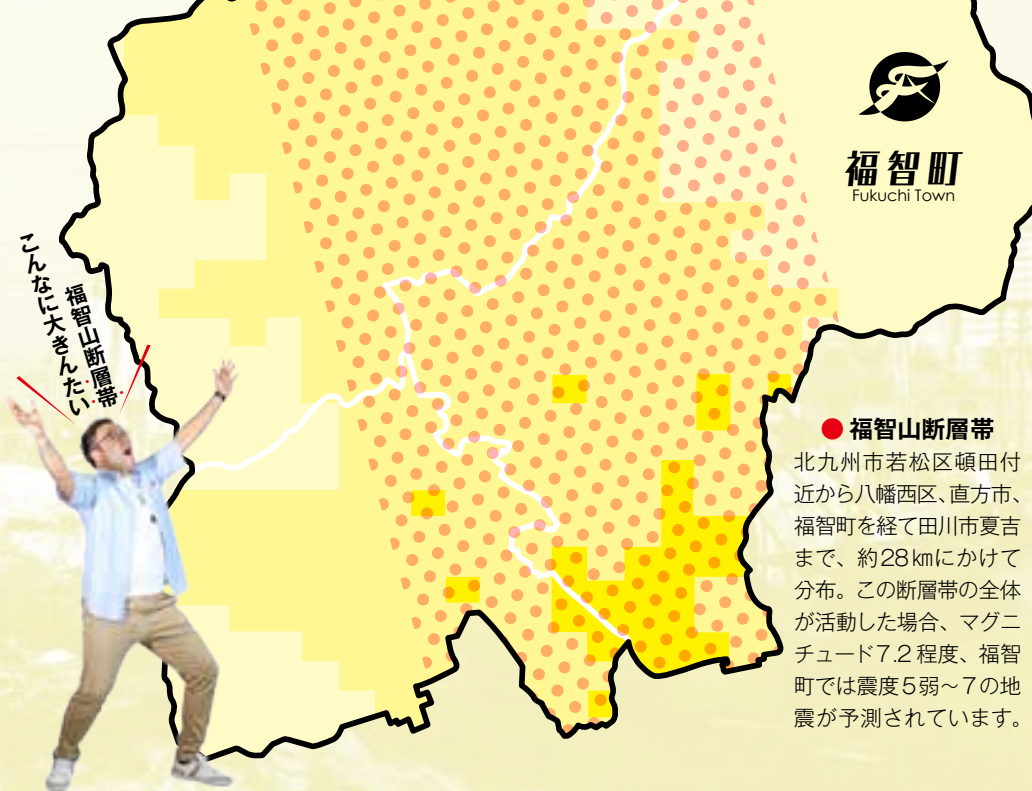 福智町
Fukuchi Town
福智山断層帯
こんなに大きんたい
● 福智山断層帯
北九州市若松区頓田付
近から八幡西区、直方市、
福智町を経て田川市夏吉
まで、約28㎞にかけて
分布。この断層帯の全体
が活動した場合、マグニ
チュード7.2 程度、福智
町では震度5弱～7の地
震が予測されています。